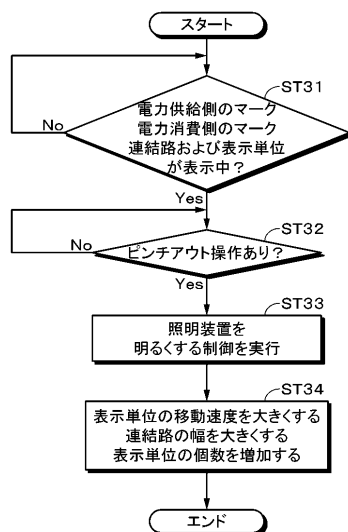 スタート
ST31
電力供給側のマーク
電力消費側のマーク
連結路および表示単位
が表示中？
No
Yes
ST32
ピンチアウト操作あり？
No
Yes
ST33
照明装置を
明るくする制御を実行
ST34
表示単位の移動速度を大きくする
連結路の幅を大きくする
表示単位の個数を増加する
エンド